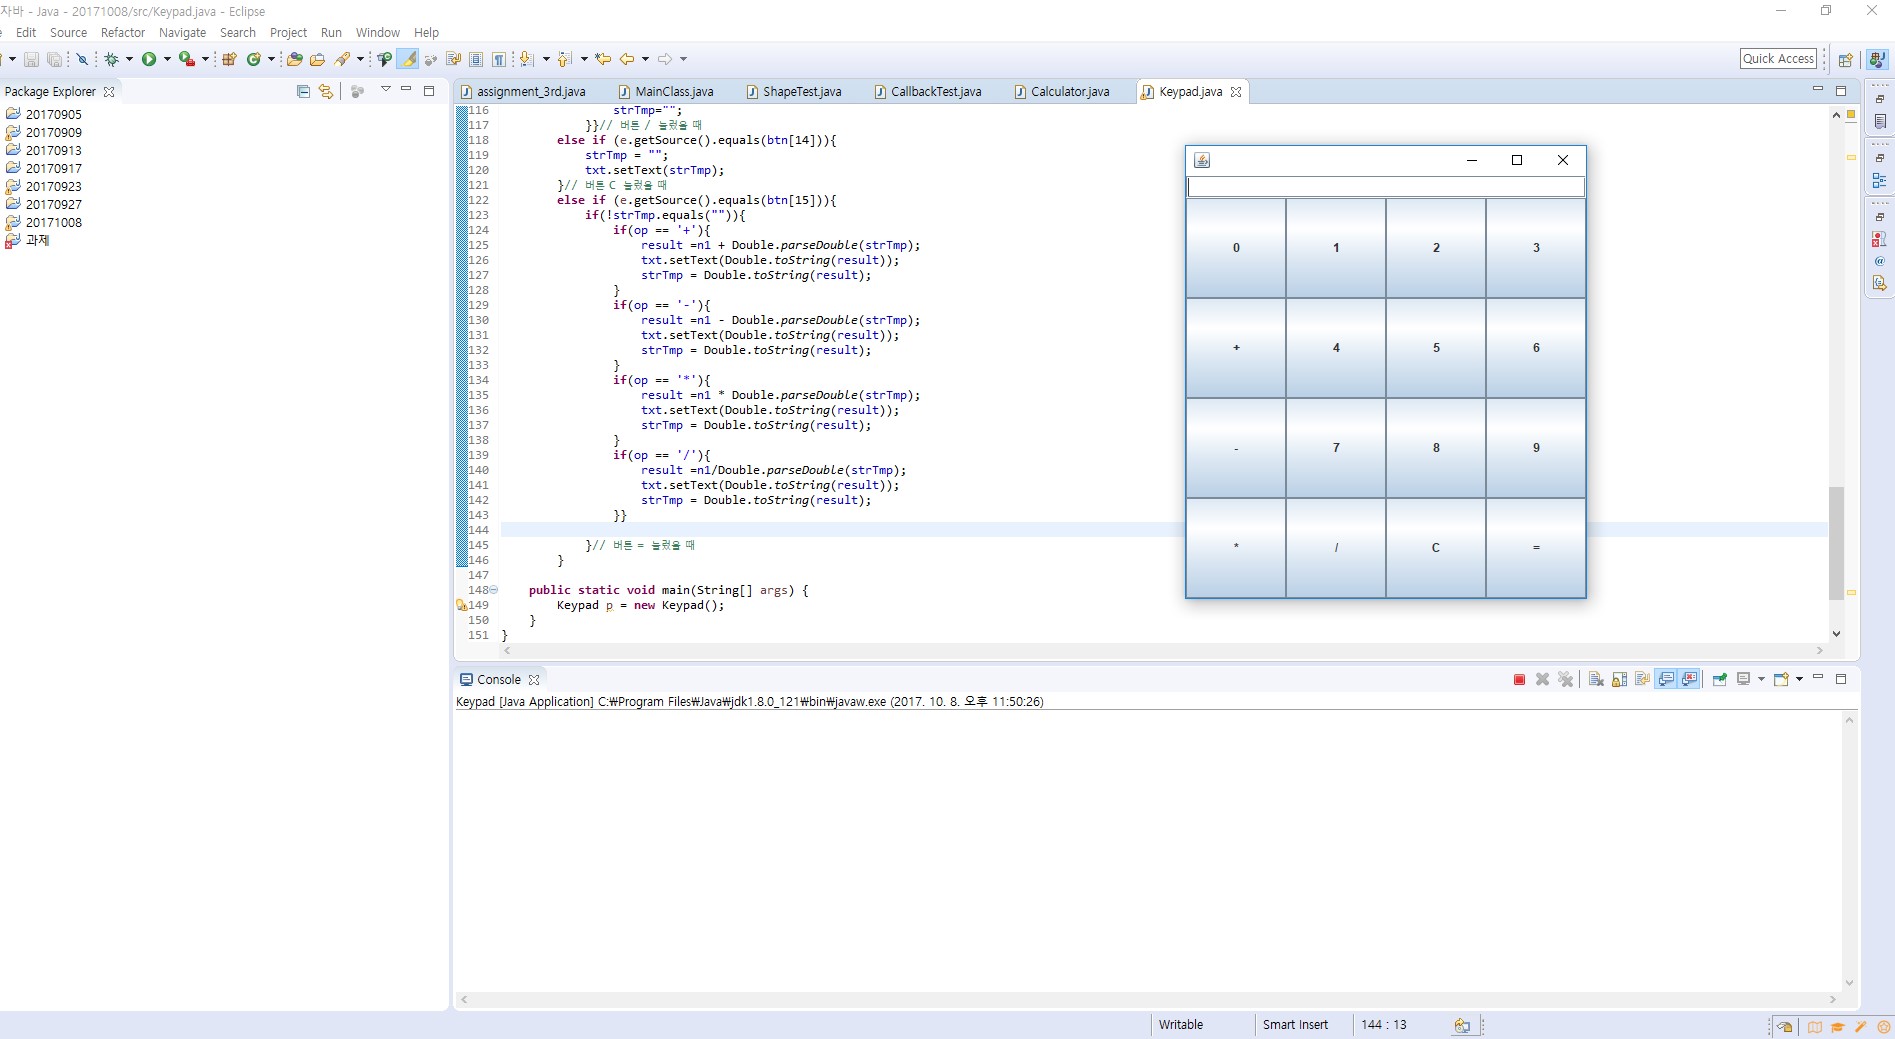 자바 - Java - 20171008/src/Keypad.java - Eclipse
Edit Source Refactor Navigate Search Project Run Window Help
Quick Access
Package Explorer
20170905
20170909
20170913
20170917
20170923
20170927
20171008
과제
assignment_3rd.java MainClass.java ShapeTest.java CallbackTest.java Calculator.java Keypad.java
116 strTmp="";
117 }}// 버튼 / 눌렀을 때
118 else if (e.getSource().equals(btn[14])){
119 strTmp = "";
120 txt.setText(strTmp);
121 }// 버튼 C 눌렀을 때
122 else if (e.getSource().equals(btn[15])){
123 if(!strTmp.equals("")){
124 if(op == '+'){
125 result =n1 + Double.parseDouble(strTmp);
126 txt.setText(Double.toString(result));
127 strTmp = Double.toString(result);
128 }
129 if(op == '-'){
130 result =n1 - Double.parseDouble(strTmp);
131 txt.setText(Double.toString(result));
132 strTmp = Double.toString(result);
133 }
134 if(op == '*'){
135 result =n1 * Double.parseDouble(strTmp);
136 txt.setText(Double.toString(result));
137 strTmp = Double.toString(result);
138 }
139 if(op == '/'){
140 result =n1/Double.parseDouble(strTmp);
141 txt.setText(Double.toString(result));
142 strTmp = Double.toString(result);
143 }}
144
145 }// 버튼 = 눌렀을 때
146 }
147
148 public static void main(String[] args) {
149 Keypad p = new Keypad();
150 }
151 }
0 1 2 3
+ 4 5 6
- 7 8 9
* / C =
Console
Keypad [Java Application] C:₩Program Files₩Java₩jdk1.8.0_121₩bin₩javaw.exe (2017. 10. 8. 오후 11:50:26)
Writable Smart Insert 144 : 13